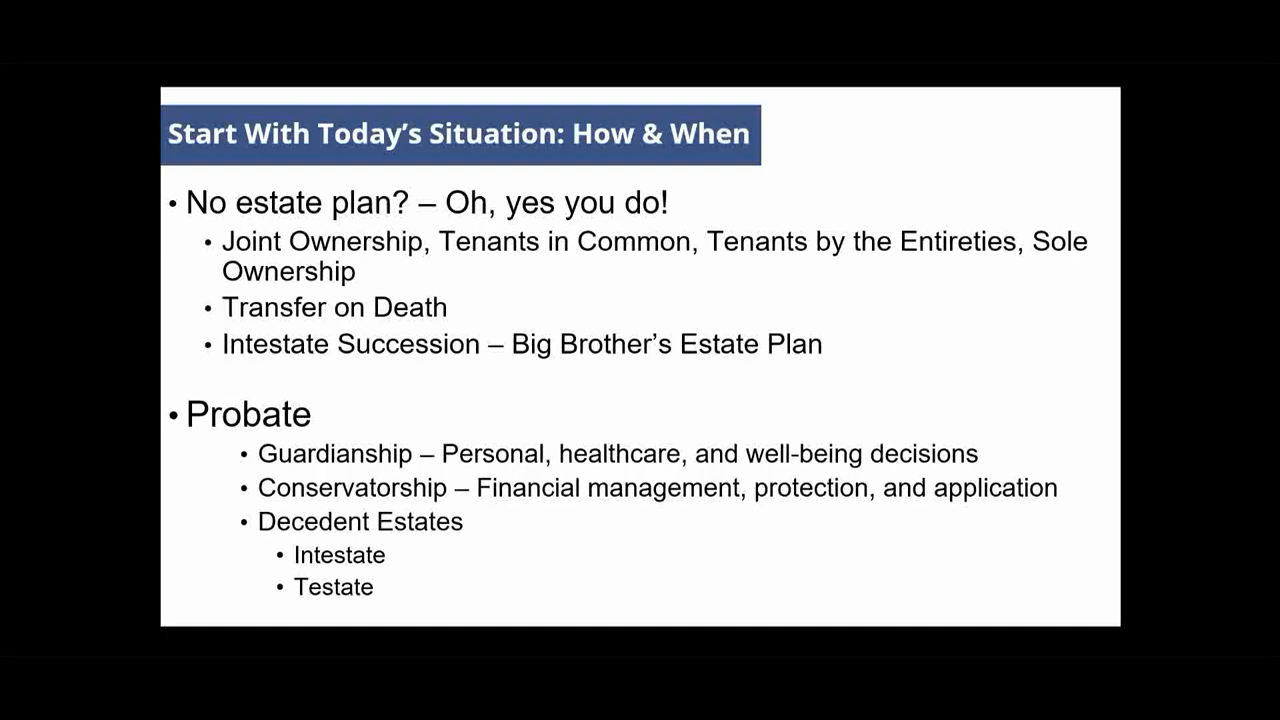 Start With Today's Situation: How & When
• No estate plan? – Oh, yes you do!
• Joint Ownership, Tenants in Common, Tenants by the Entireties, Sole
Ownership
• Transfer on Death
• Intestate Succession – Big Brother's Estate Plan
• Probate
• Guardianship – Personal, healthcare, and well-being decisions
• Conservatorship – Financial management, protection, and application
• Decedent Estates
• Intestate
• Testate